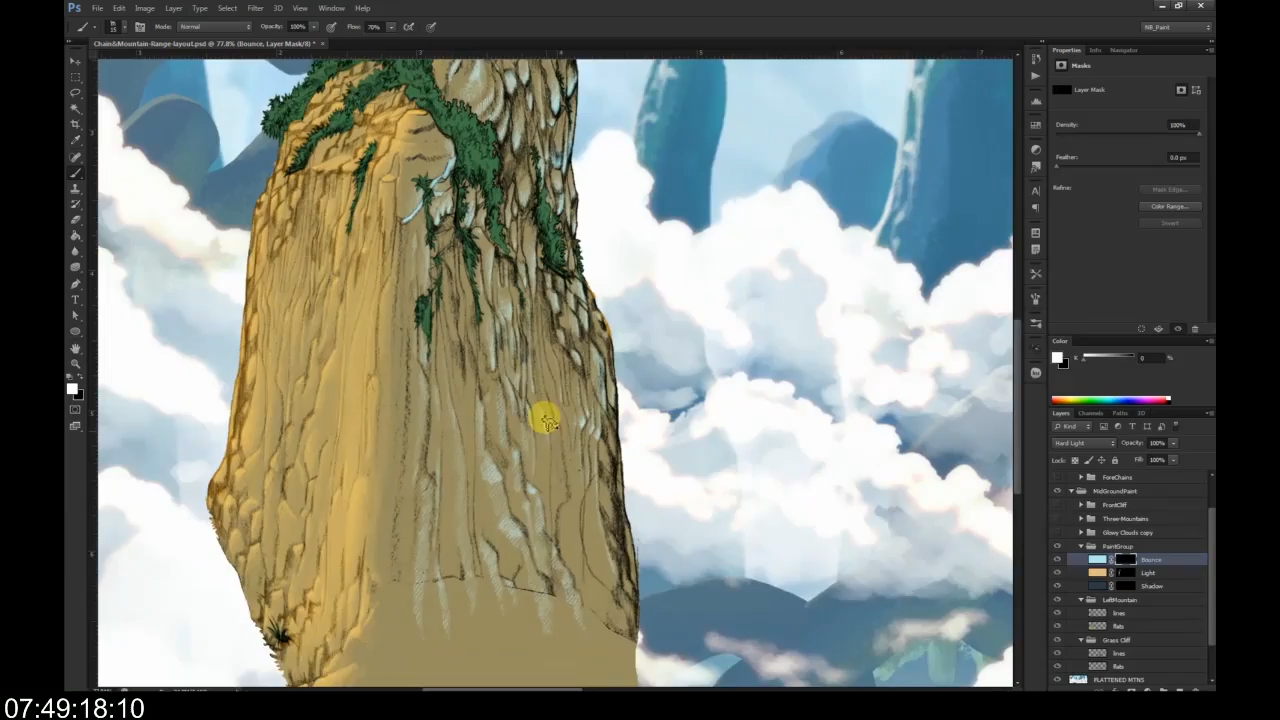 Ps File Edit Image Layer Type Select Filter 3D View Window Help
15 Mode: Normal Opacity: 100% Flow: 70% NB_Paint
Chain&Mountain-Range-layout.psd @ 77.8% (Bounce, Layer Mask/8) *
Properties Info Navigator
Masks
Layer Mask
Density: 100%
Feather: 0.0 px
Refine: Mask Edge...
Color Range...
Invert
Color
K 0 %
Layers Channels Paths 3D
Kind
Hard Light Opacity: 100%
Lock: Fill: 100%
ForeChains
MidGroundPaint
FrontCliff
Three-Mountains
Glowy Clouds copy
PaintGroup
Bounce
Light
Shadow
LeftMountain
lines
flats
Grass Cliff
lines
flats
FLATTENED MTNS
07:49:18:10